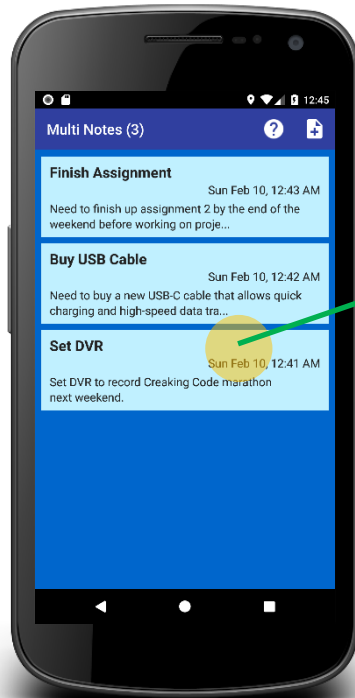 12:45
Multi Notes (3)
Finish Assignment
Sun Feb 10, 12:43 AM
Need to finish up assignment 2 by the end of the
weekend before working on proje...
Buy USB Cable
Sun Feb 10, 12:42 AM
Need to buy a new USB-C cable that allows quick
charging and high-speed data tra...
Set DVR
Sun Feb 10, 12:41 AM
Set DVR to record Creaking Code marathon
next weekend.